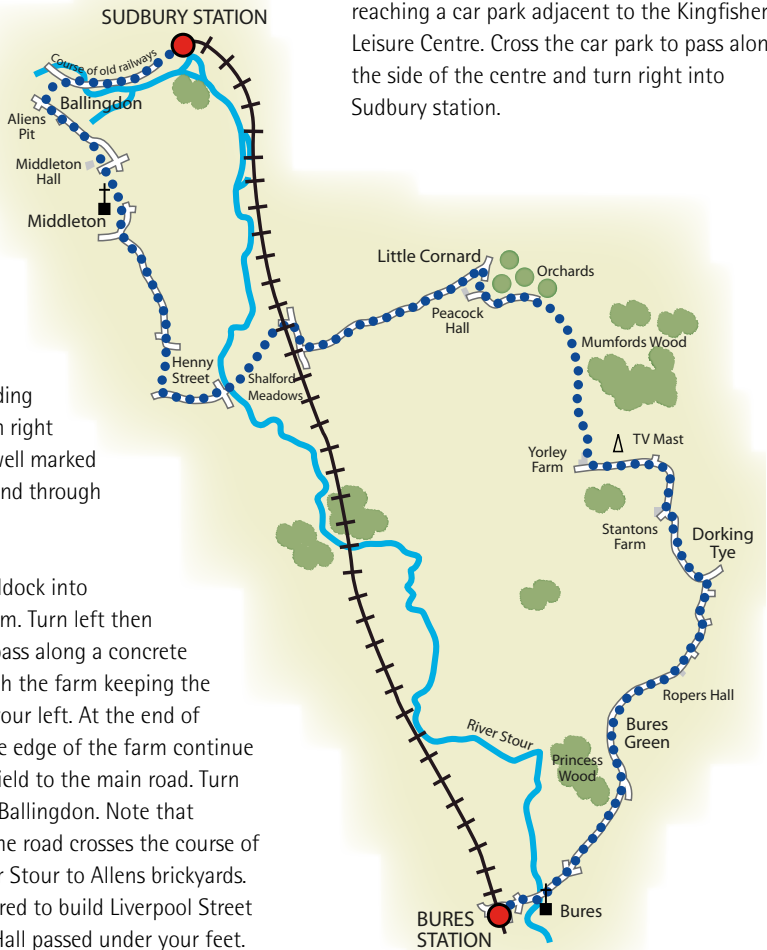 SUDBURY STATION
reaching a car park adjacent to the Kingfisher
Leisure Centre. Cross the car park to pass alon
the side of the centre and turn right into
Sudbury station.
Course of old railways
Ballingdon
Aliens
Pit
Middleton
Hall
Middleton
Little Cornard
Orchards
Peacock
Hall
Mumfords Wood
Henny
Street
Shalford
Meadows
TV Mast
Yorley
Farm
Stantons
Farm
Dorking
Tye
Ropers Hall
Bures
Green
River Stour
Princess
Wood
Bures
BURES
STATION
ding
n right
well marked
nd through
ddock into
m. Turn left then
pass along a concrete
h the farm keeping the
your left. At the end of
e edge of the farm continue
ield to the main road. Turn
Ballingdon. Note that
ne road crosses the course of
r Stour to Allens brickyards.
red to build Liverpool Street
Hall passed under your feet.